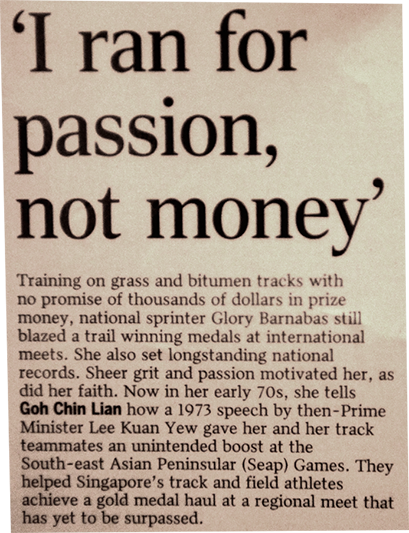 ‘I ran for
passion,
not money’
Training on grass and bitumen tracks with
no promise of thousands of dollars in prize
money, national sprinter Glory Barnabas still
blazed a trail winning medals at international
meets. She also set longstanding national
records. Sheer grit and passion motivated her, as
did her faith. Now in her early 70s, she tells
Goh Chin Lian how a 1973 speech by then-Prime
Minister Lee Kuan Yew gave her and her track
teammates an unintended boost at the
South-east Asian Peninsular (Seap) Games. They
helped Singapore’s track and field athletes
achieve a gold medal haul at a regional meet that
has yet to be surpassed.